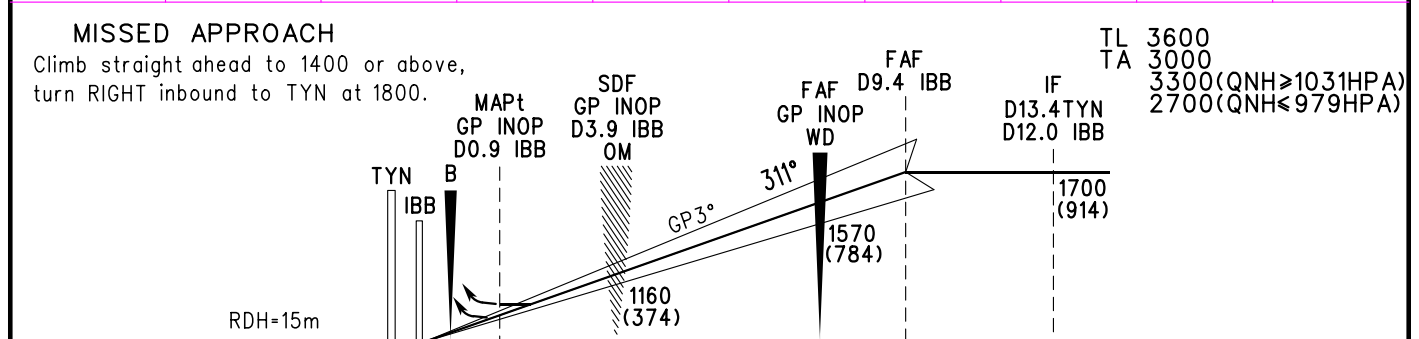 MISSED APPROACH
Climb straight ahead to 1400 or above,
turn RIGHT inbound to TYN at 1800.
TL 3600
TA 3000
3300(QNH≥1031HPA)
2700(QNH≤979HPA)
MAPt
GP INOP
D0.9 IBB
SDF
GP INOP
D3.9 IBB
OM
FAF
GP INOP
WD
FAF
D9.4 IBB
IF
D13.4TYN
D12.0 IBB
TYN
IBB
B
311°
GP3°
1700
(914)
1570
(784)
1160
(374)
RDH=15m